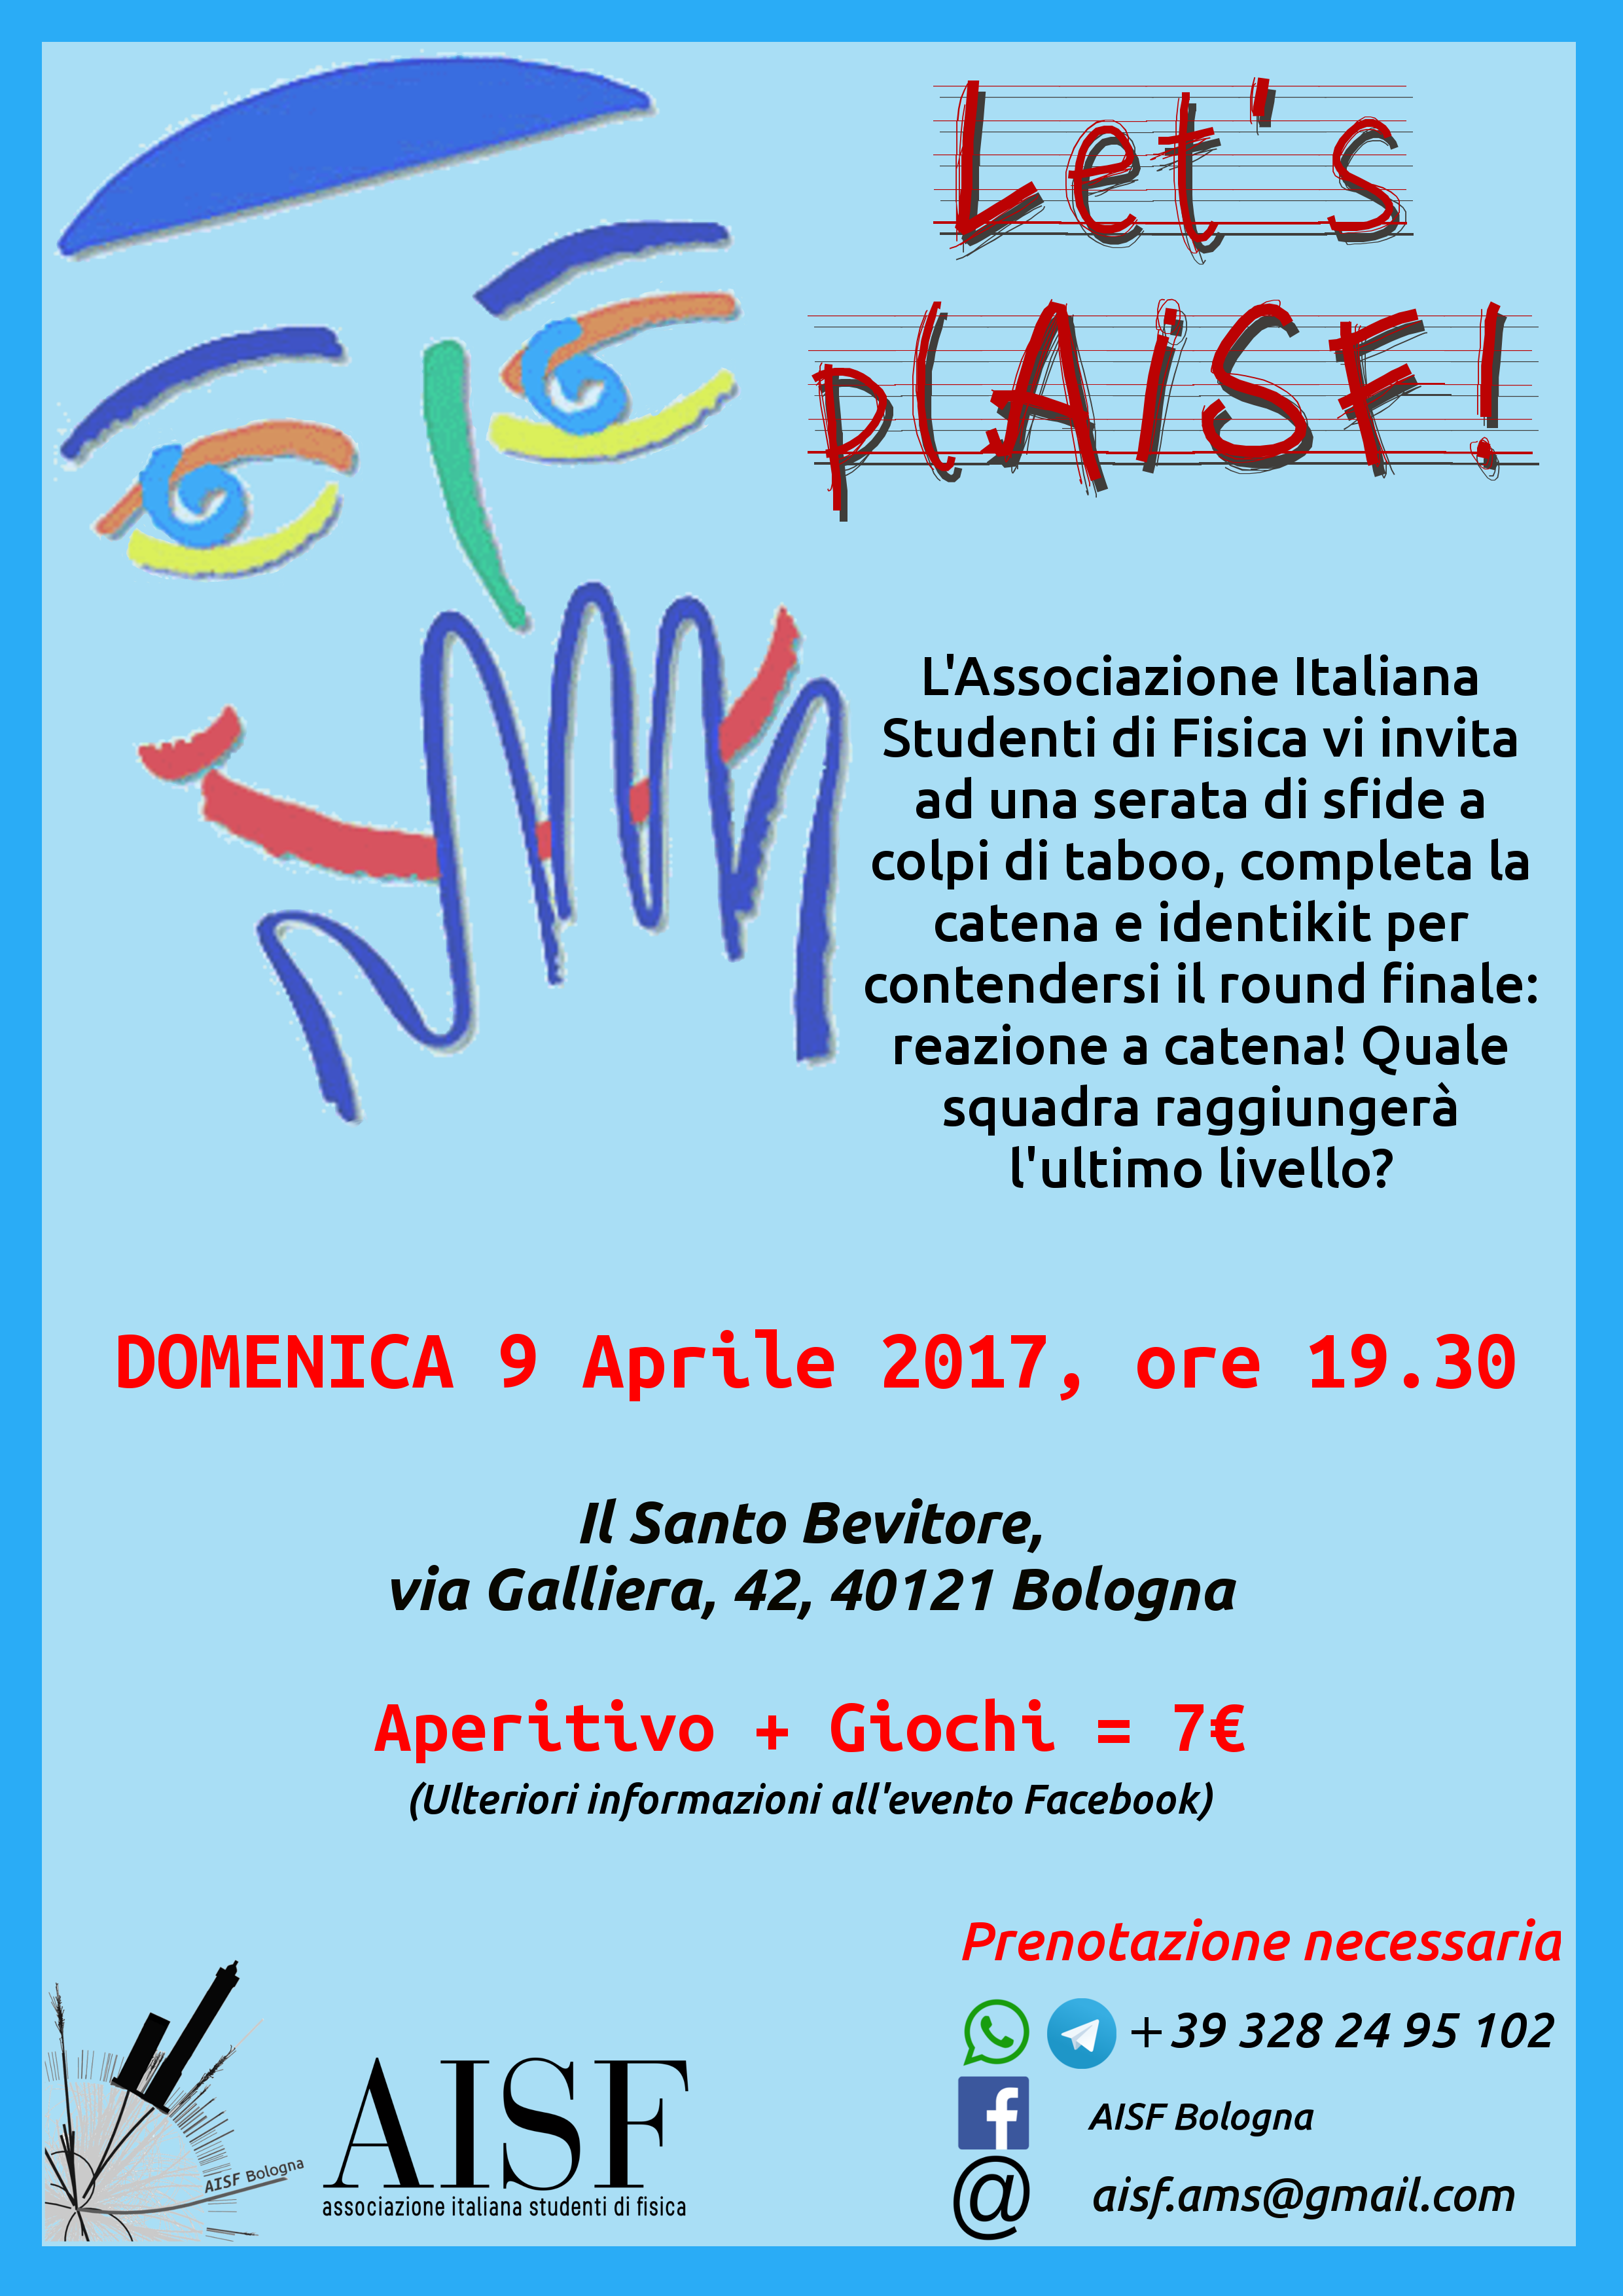 Let's
plAISF!
L'Associazione Italiana
Studenti di Fisica vi invita
ad una serata di sfide a
colpi di taboo, completa la
catena e identikit per
contendersi il round finale:
reazione a catena! Quale
squadra raggiungerà
l'ultimo livello?
DOMENICA 9 Aprile 2017, ore 19.30
Il Santo Bevitore,
via Galliera, 42, 40121 Bologna
Aperitivo + Giochi = 7€
(Ulteriori informazioni all'evento Facebook)
Prenotazione necessaria
+39 328 24 95 102
AISF Bologna
@ aisf.ams@gmail.com
AISF Bologna
AISF
associazione italiana studenti di fisica